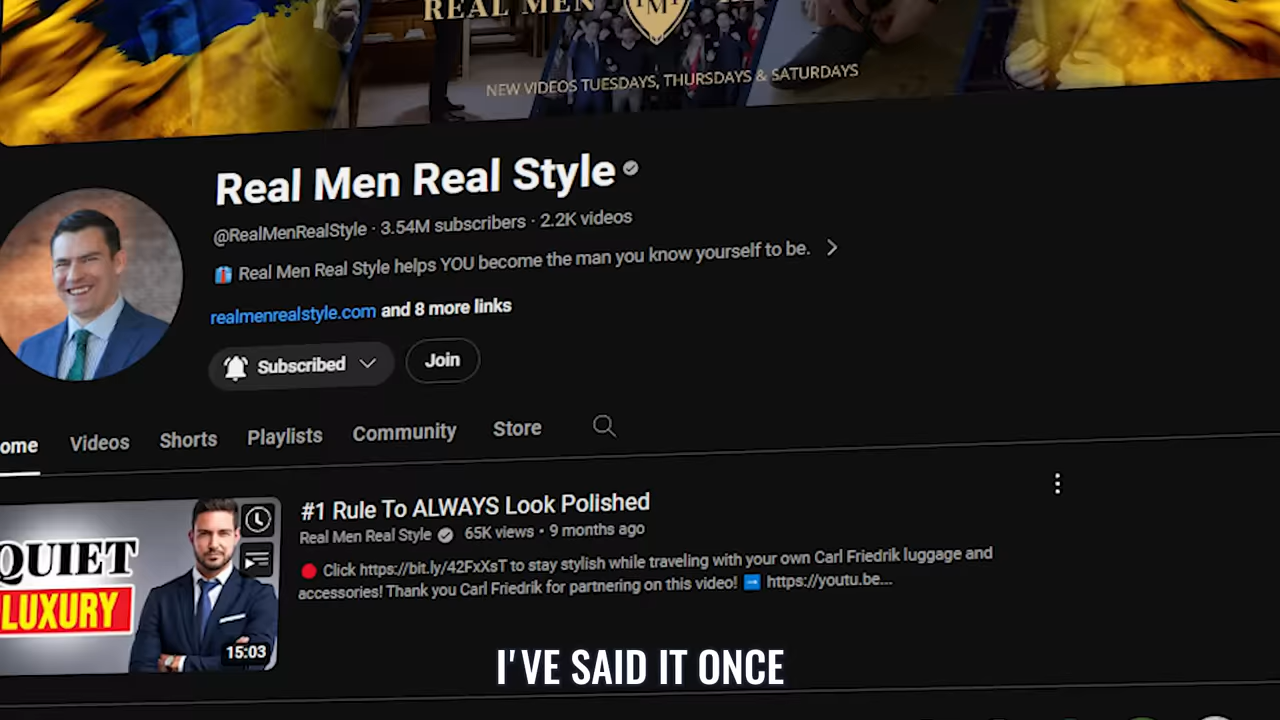 REAL MEN
NEW VIDEOS TUESDAYS, THURSDAYS & SATURDAYS
Real Men Real Style
@RealMenRealStyle · 3.54M subscribers · 2.2K videos
Real Men Real Style helps YOU become the man you know yourself to be.
realmenrealstyle.com and 8 more links
Subscribed
Join
ome
Videos
Shorts
Playlists
Community
Store
QUIET
LUXURY
15:03
#1 Rule To ALWAYS Look Polished
Real Men Real Style 65K views • 9 months ago
Click https://bit.ly/42FxXsT to stay stylish while traveling with your own Carl Friedrik luggage and
accessories! Thank you Carl Friedrik for partnering on this video! https://youtu.be...
I'VE SAID IT ONCE